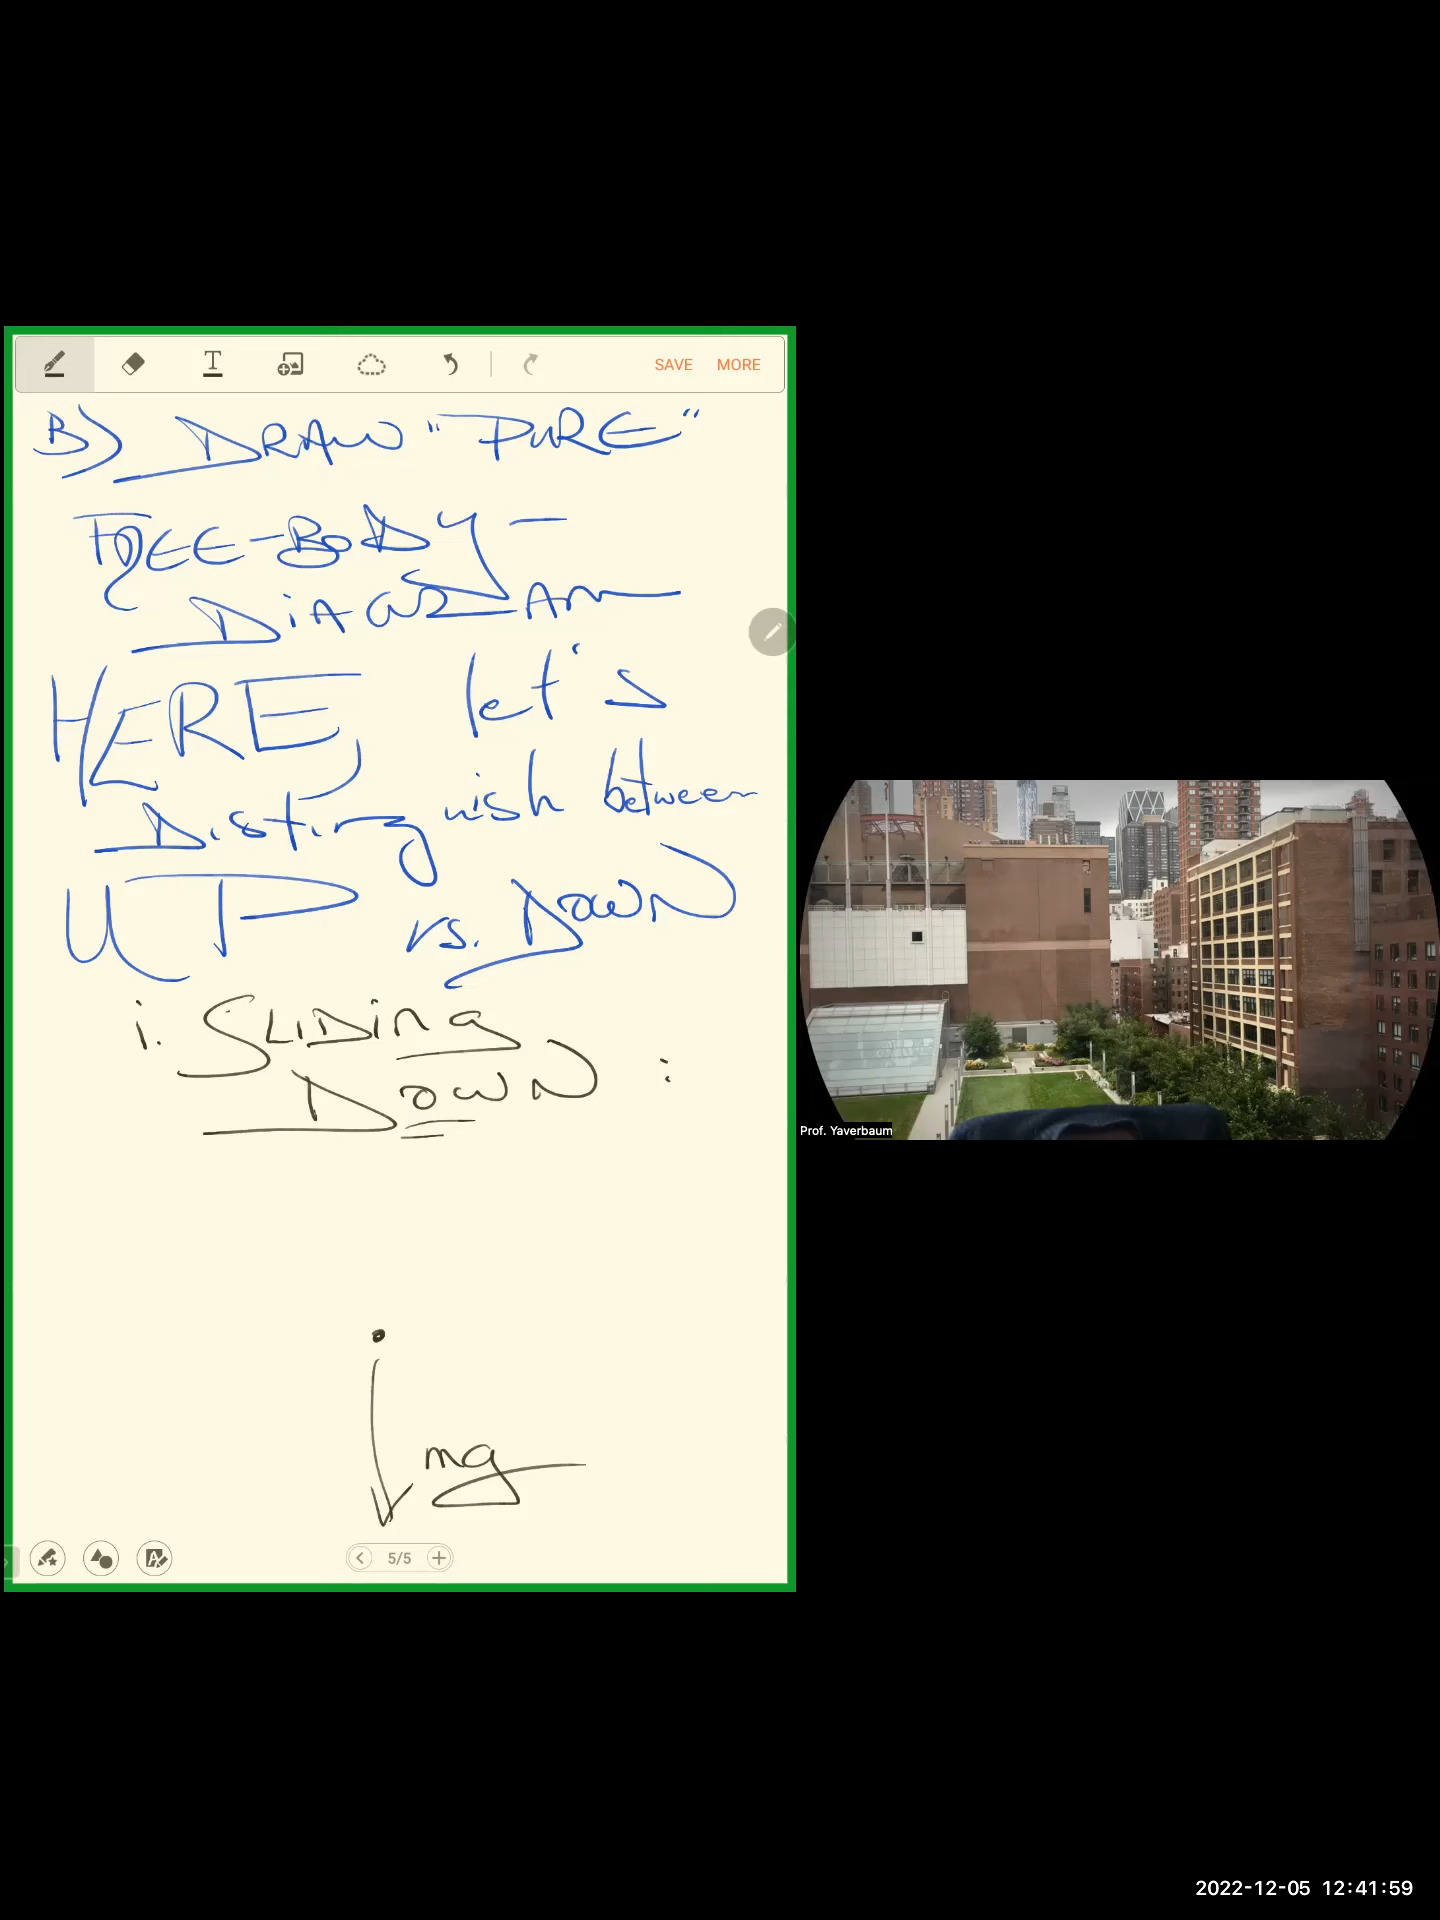 T
SAVE MORE
B) DRAW "PURE"
FREE-BODY-
DIAGRAM
HERE, let's
Distinguish between
UP vs. DOWN
i. SLIDING
DOWN :
mg
5/5
A
Prof. Yaverbaum
2022-12-05 12:41:59